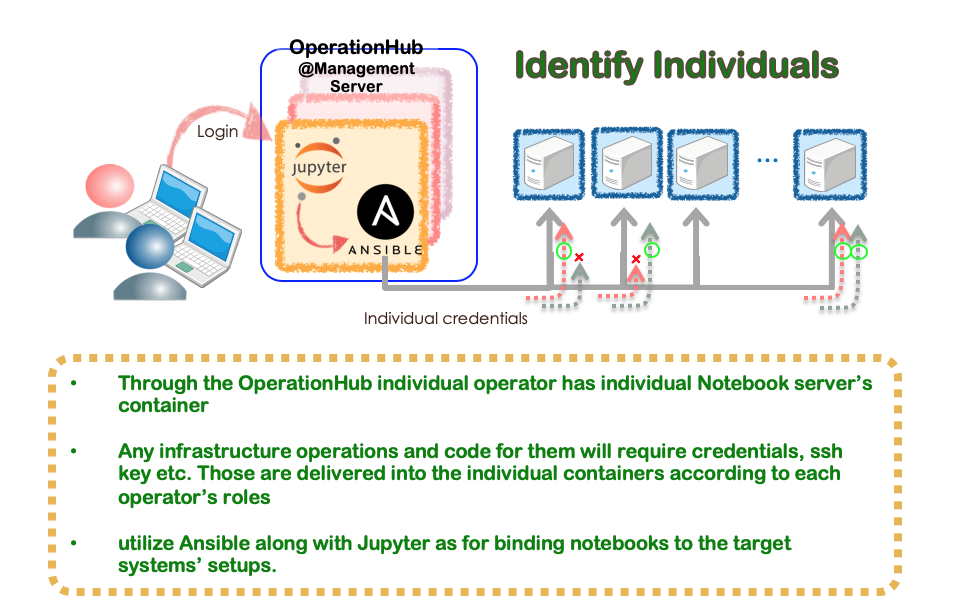 OperationHub
@Management
Server
Identify Individuals
Login
jupyter
ANSIBLE
...
Individual credentials
• Through the OperationHub individual operator has individual Notebook server’s
container
• Any infrastructure operations and code for them will require credentials, ssh
key etc. Those are delivered into the individual containers according to each
operator’s roles
• utilize Ansible along with Jupyter as for binding notebooks to the target
systems’ setups.